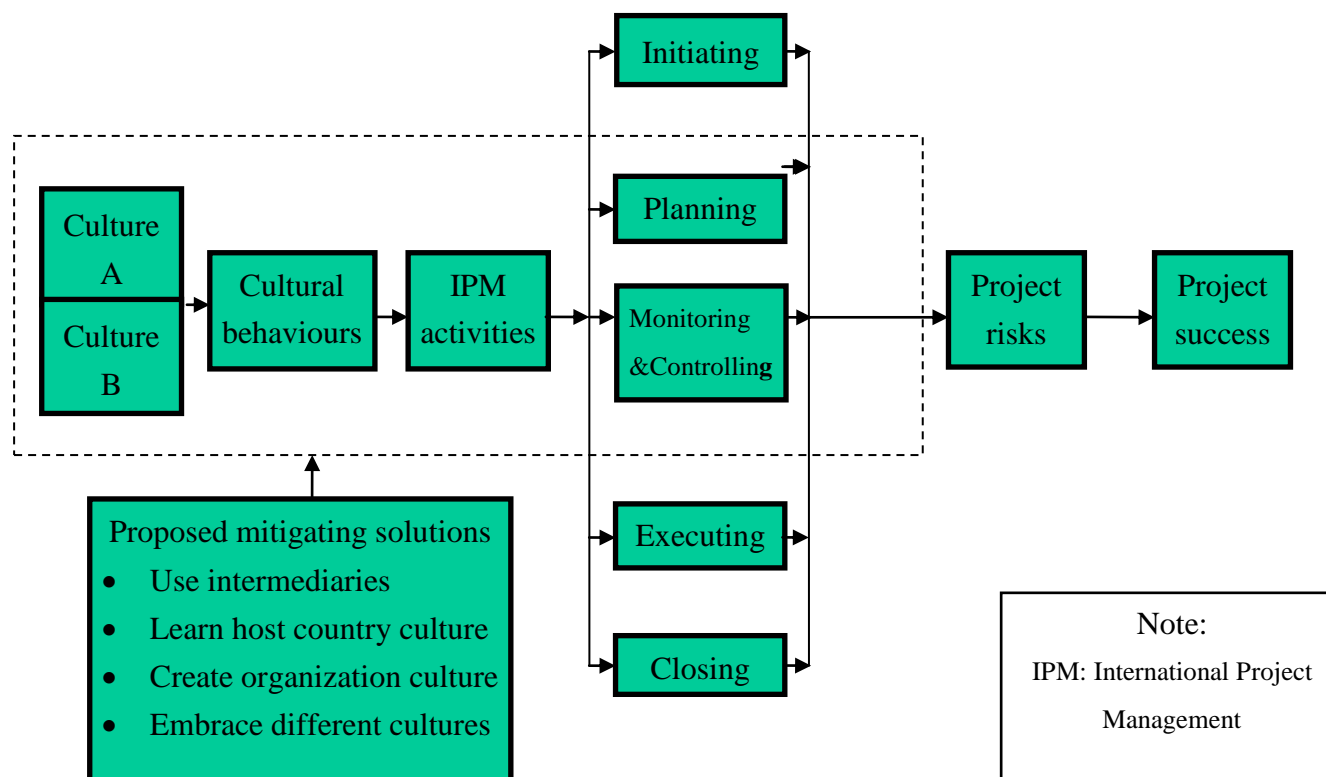 Initiating
Culture
A
Culture
B
Cultural
behaviours
IPM
activities
Planning
Monitoring
&Controlling
Project
risks
Project
success
Executing
Closing
Proposed mitigating solutions
• Use intermediaries
• Learn host country culture
• Create organization culture
• Embrace different cultures
Note:
IPM: International Project
Management